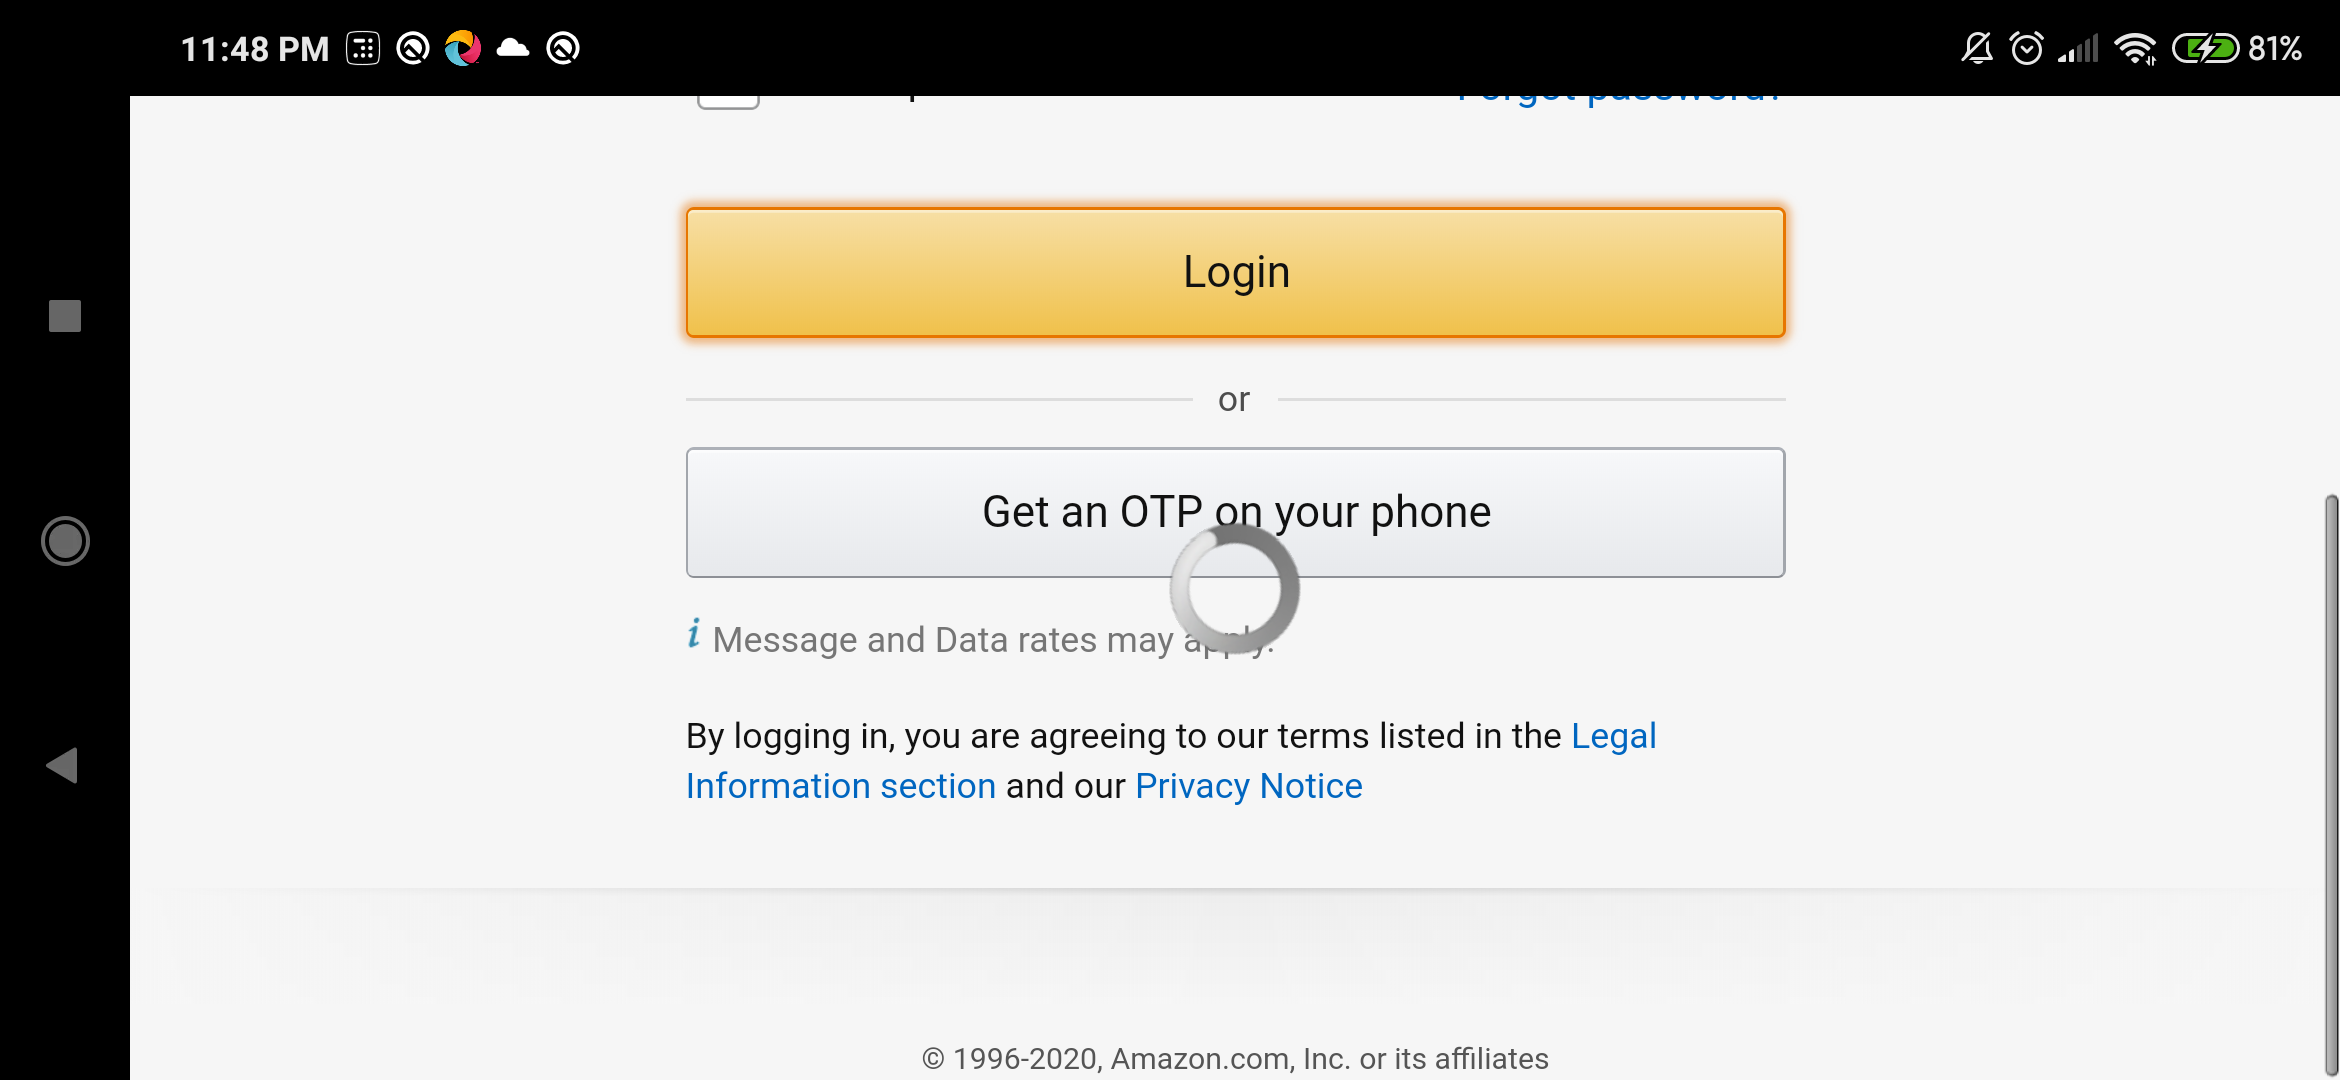 11:48 PM
81%
Forgot password?
Login
or
Get an OTP on your phone
i Message and Data rates may apply.
By logging in, you are agreeing to our terms listed in the Legal
Information section and our Privacy Notice
© 1996-2020, Amazon.com, Inc. or its affiliates